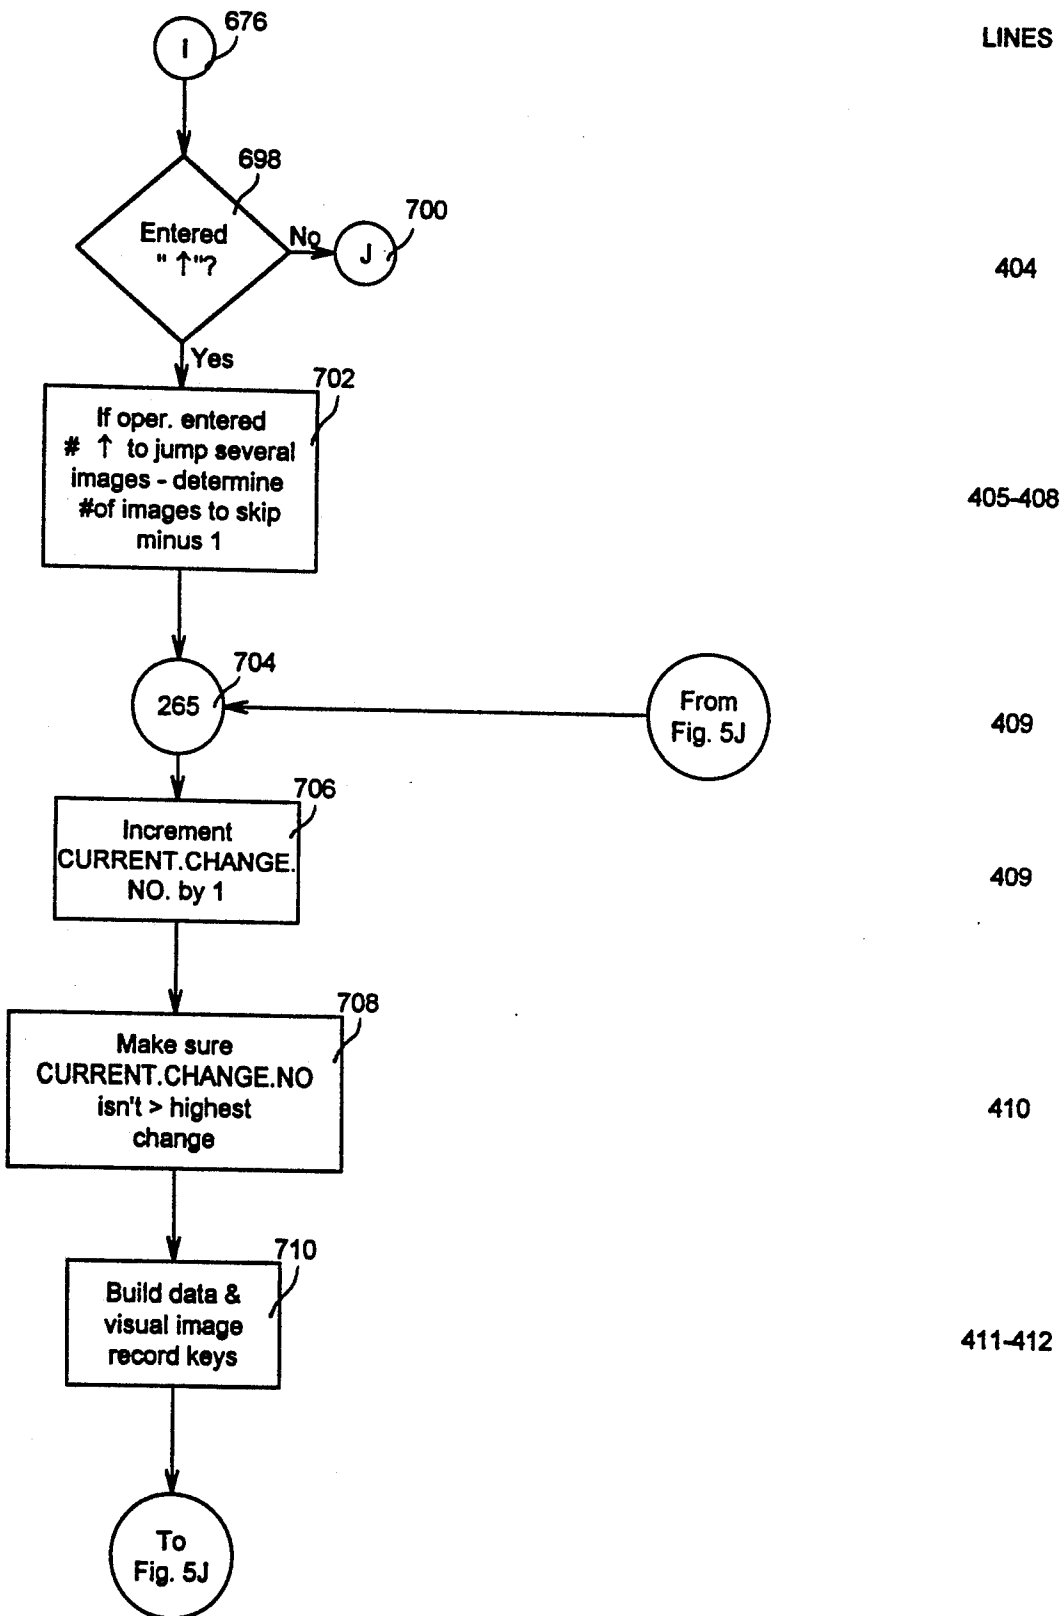 676
LINES
I
698
Entered
" ↑"?
No
700
J
404
Yes
702
If oper. entered
# ↑ to jump several
images - determine
#of images to skip
minus 1
405-408
704
265
From
Fig. 5J
409
706
Increment
CURRENT.CHANGE.
NO. by 1
409
708
Make sure
CURRENT.CHANGE.NO
isn't > highest
change
410
710
Build data &
visual image
record keys
411-412
To
Fig. 5J